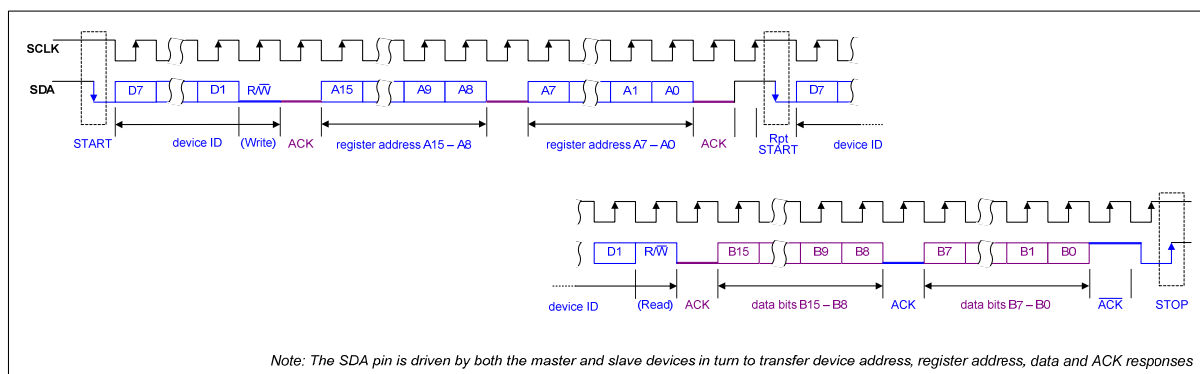 SCLK
SDA
D7 D1 R/W̅ A15 A9 A8 A7 A1 A0 D7
START device ID (Write) ACK register address A15 – A8 register address A7 – A0 ACK Rpt START device ID
D1 R/W̅ B15 B9 B8 B7 B1 B0
device ID (Read) ACK data bits B15 – B8 ACK data bits B7 – B0 A̅C̅K̅ STOP
Note: The SDA pin is driven by both the master and slave devices in turn to transfer device address, register address, data and ACK responses